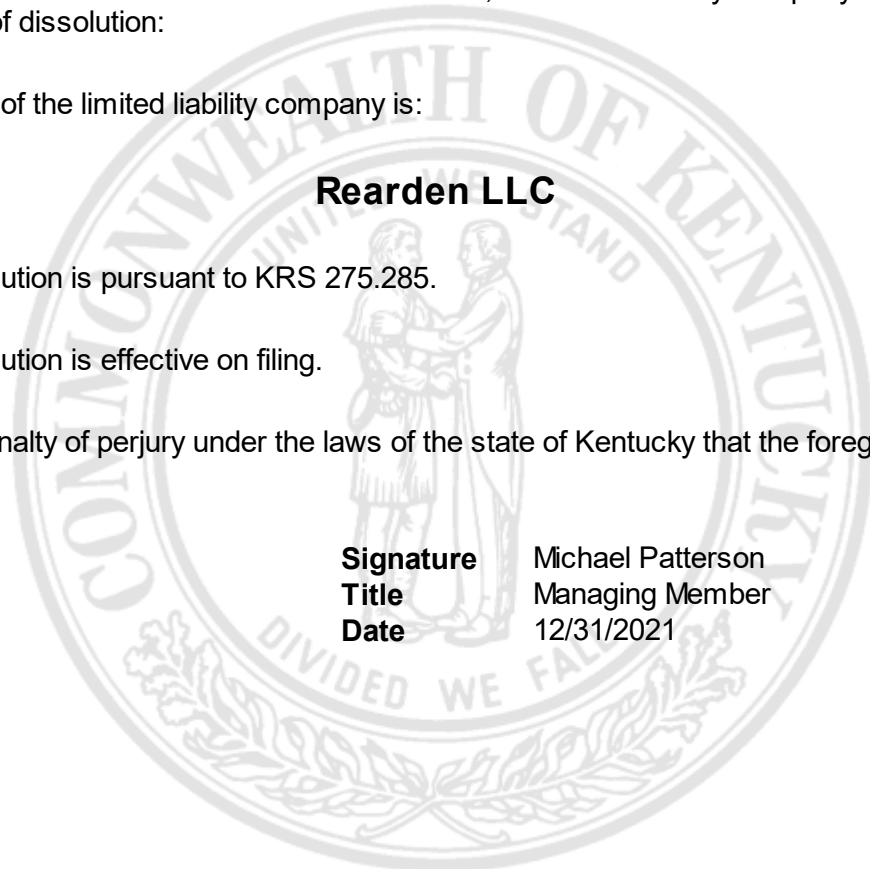 of dissolution:
of the limited liability company is:
Rearden LLC
ution is pursuant to KRS 275.285.
ution is effective on filing.
nalty of perjury under the laws of the state of Kentucky that the foreg
Signature Michael Patterson
Title Managing Member
Date 12/31/2021
COMMONWEALTH OF KENTUCKY
UNITED WE STAND
DIVIDED WE FALL